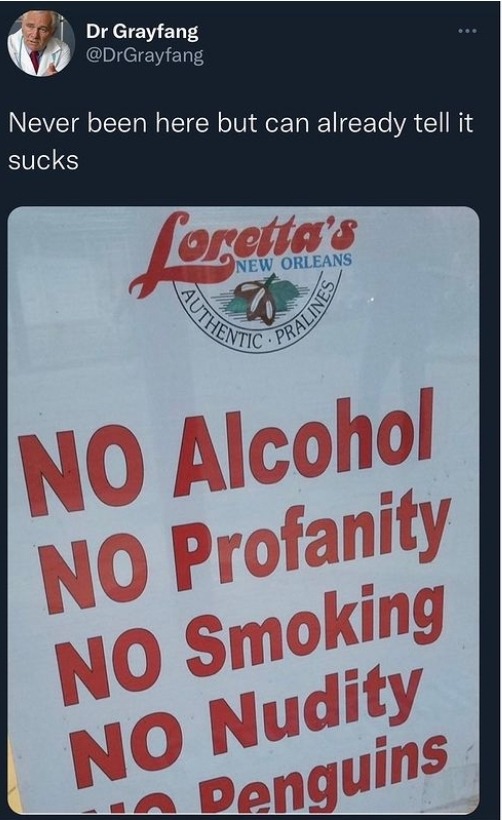 Dr Grayfang
@DrGrayfang
Never been here but can already tell it
sucks
Loretta's
NEW ORLEANS
AUTHENTIC · PRALINES
NO Alcohol
NO Profanity
NO Smoking
NO Nudity
NO Penguins